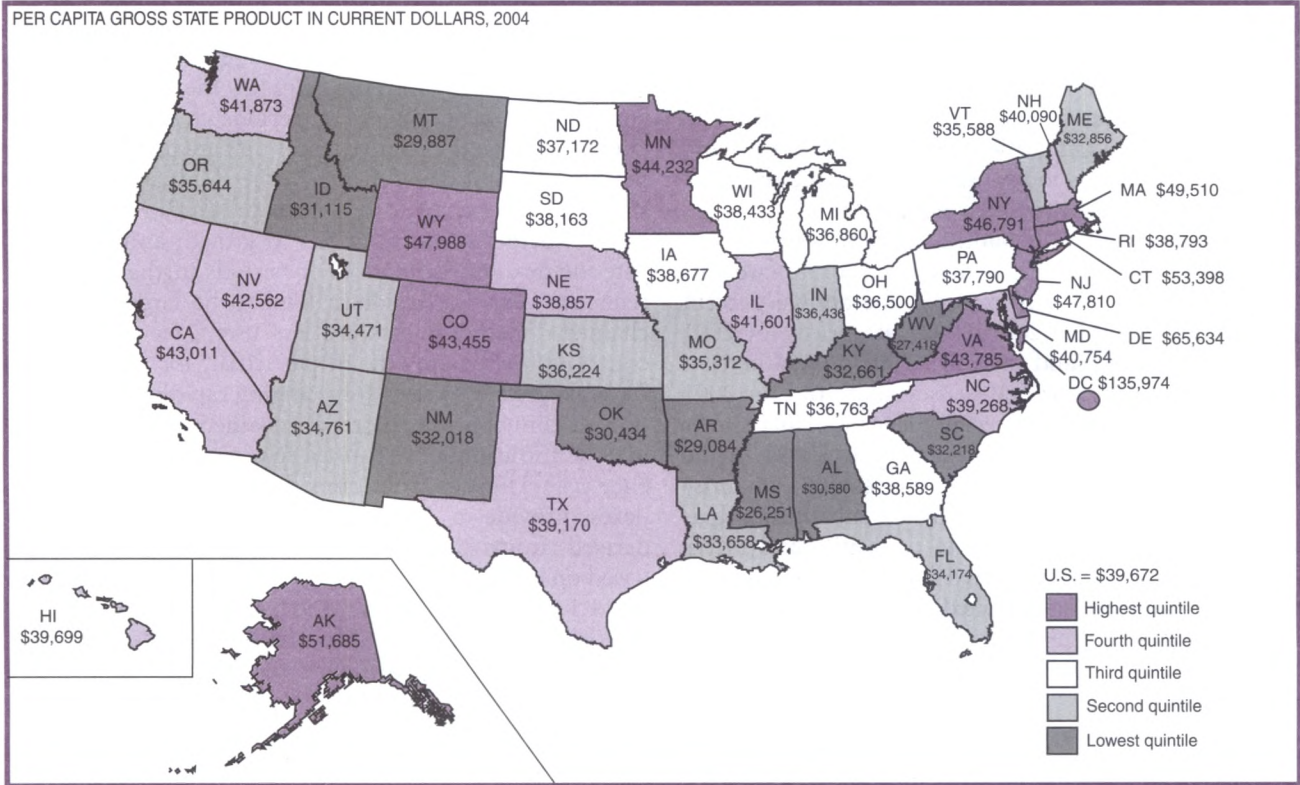 PER CAPITA GROSS STATE PRODUCT IN CURRENT DOLLARS, 2004
WA
$41,873
OR
$35,644
ID
$31,115
MT
$29,887
ND
$37,172
SD
$38,163
MN
$44,232
WI
$38,433
MI
$36,860
VT
$35,588
NH
$40,090
ME
$32,856
NY
$46,791
MA $49,510
RI $38,793
CT $53,398
NJ
$47,810
DE $65,634
MD
$40,754
DC $135,974
PA
$37,790
WY
$47,988
NE
$38,857
IA
$38,677
CA
$43,011
NV
$42,562
UT
$34,471
CO
$43,455
KS
$36,224
MO
$35,312
IL
$41,601
IN
$36,436
OH
$36,500
WV
$27,418
VA
$43,785
KY
$32,661
NC
$39,268
TN $36,763
SC
$32,218
AZ
$34,761
NM
$32,018
OK
$30,434
AR
$29,084
TX
$39,170
LA
$33,658
MS
$26,251
AL
$30,580
GA
$38,589
FL
$34,174
HI
$39,699
AK
$51,685
U.S. = $39,672
Highest quintile
Fourth quintile
Third quintile
Second quintile
Lowest quintile